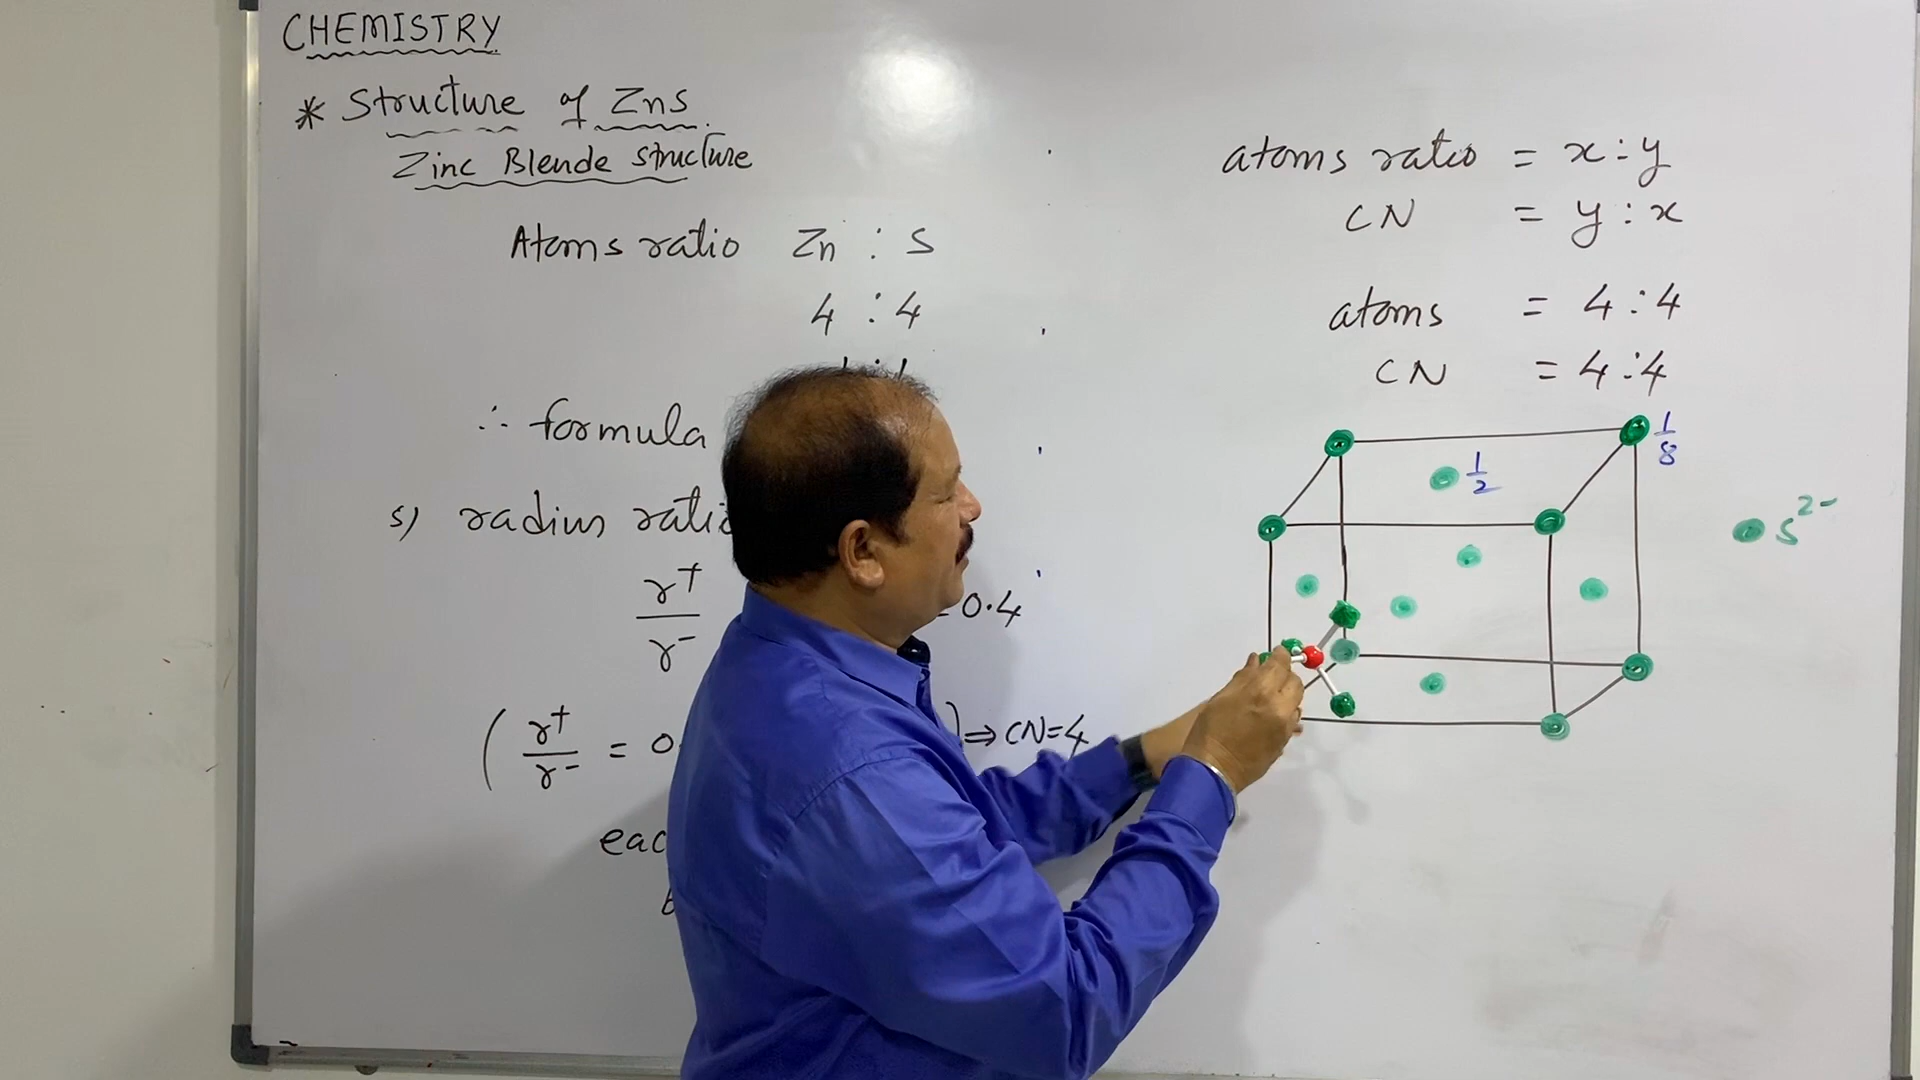 CHEMISTRY
* Structure of ZnS
Zinc Blende structure
Atoms ratio Zn : S
4 : 4
∴ formula
5) radius ratio
r+ / r- = 0.4
( r+ / r- = 0. ) ⇒ CN=4
atoms ratio = x : y
CN = y : x
atoms = 4 : 4
CN = 4 : 4
1/8
1/2
S2-